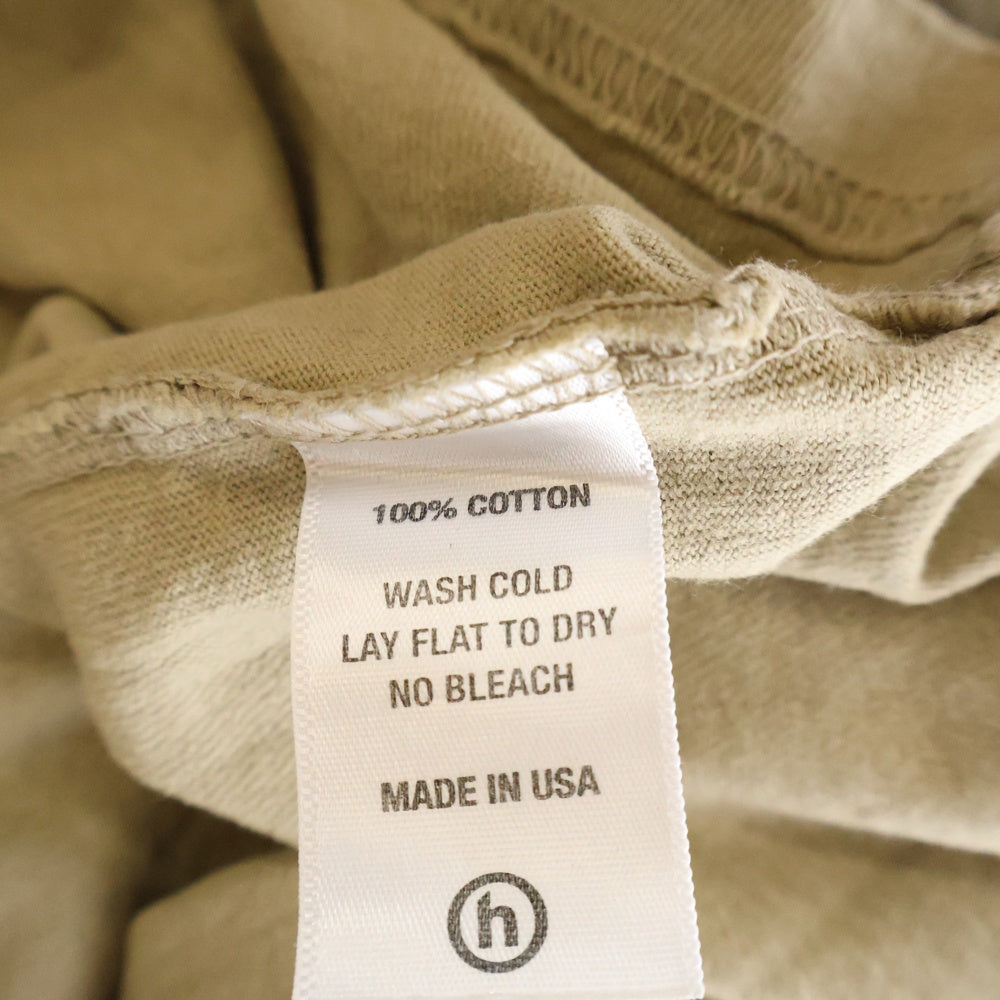 100% COTTON
WASH COLD
LAY FLAT TO DRY
NO BLEACH
MADE IN USA
h